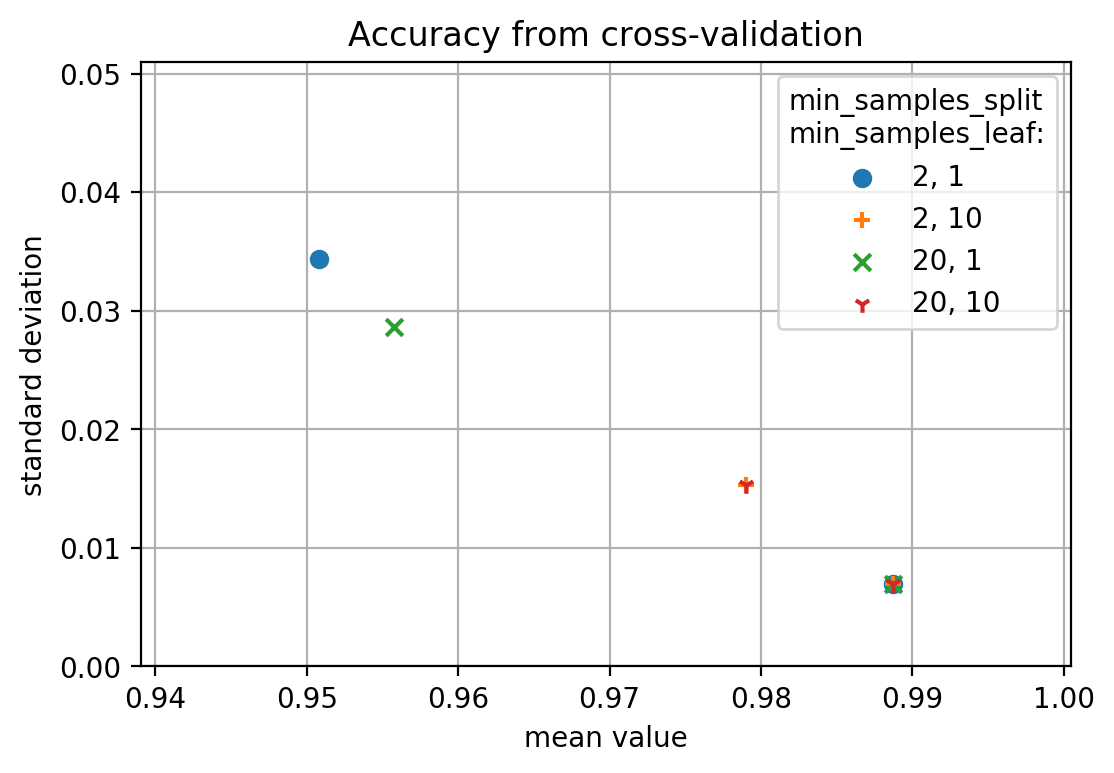 Accuracy from cross-validation
0.05
0.04
0.03
0.02
0.01
0.00
standard deviation
min_samples_split
min_samples_leaf:
2, 1
2, 10
20, 1
20, 10
0.94 0.95 0.96 0.97 0.98 0.99 1.00
mean value